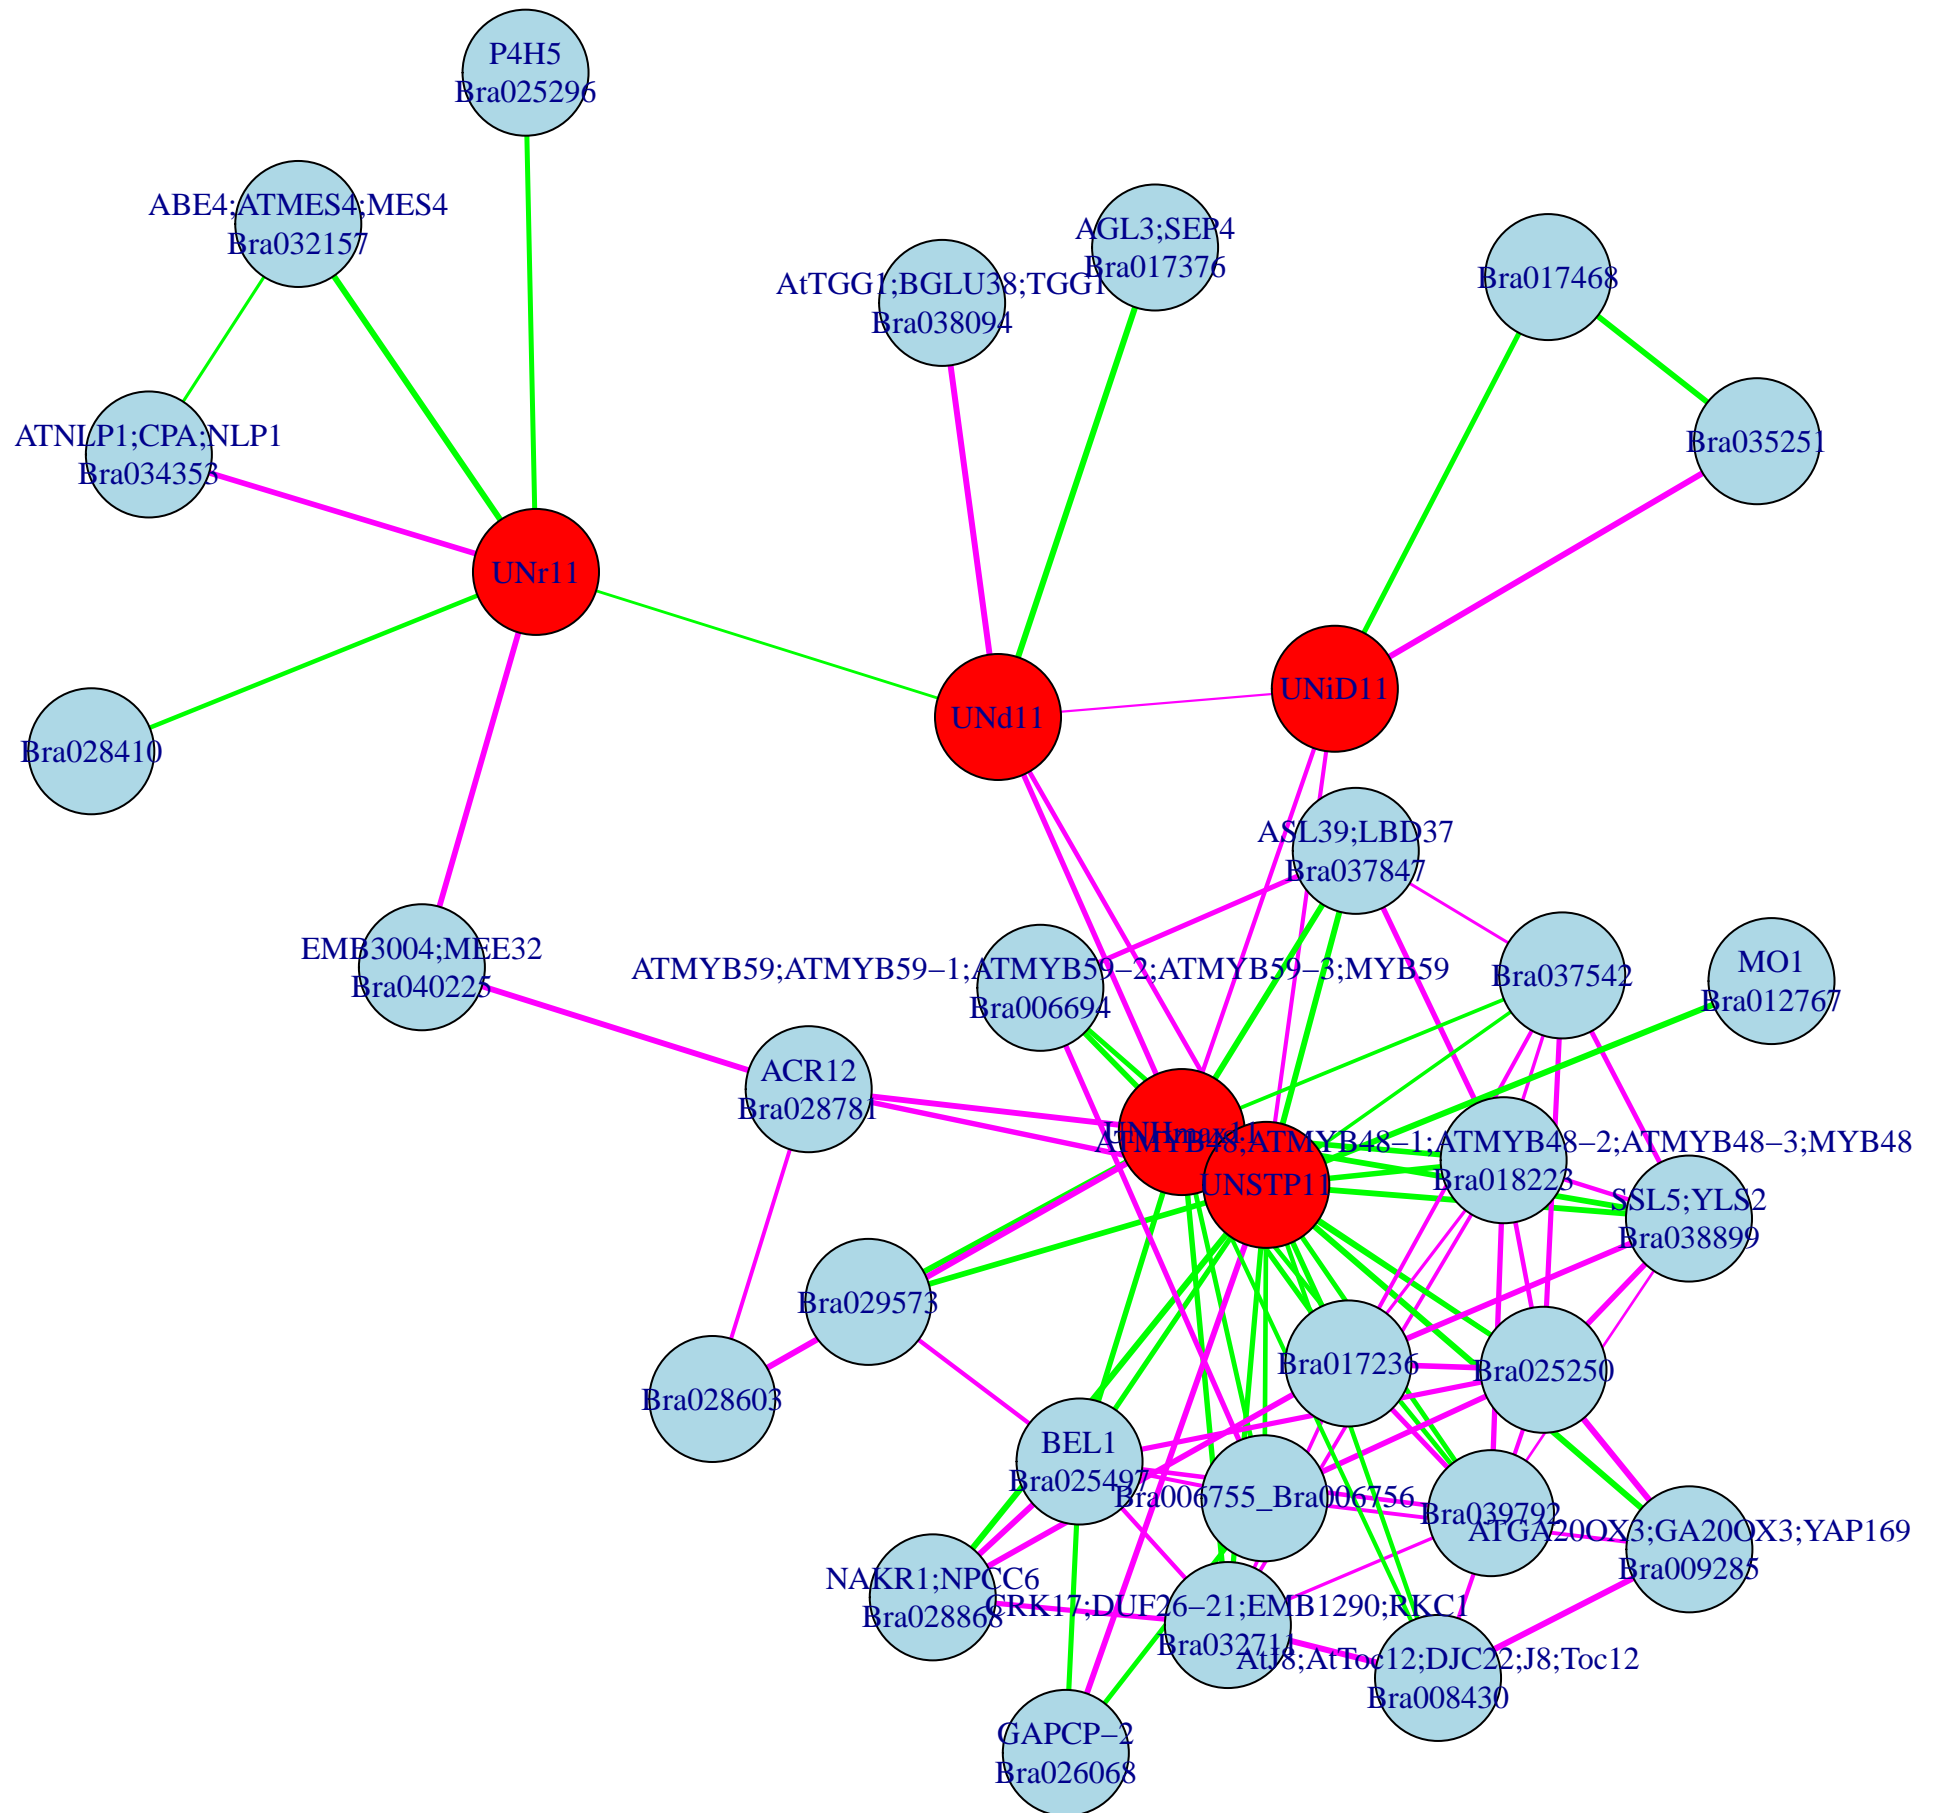 P4H5
Bra025296
ABE4;ATMES4;MES4
Bra032157
AGL3;SEP4
Bra017376
AtTGG1;BGLU38;TGG1
Bra038094
Bra017468
ATNLP1;CPA;NLP1
Bra034353
Bra035251
UNr11
UNiD11
UNd11
Bra028410
ASL39;LBD37
Bra037847
EMB3004;MEE32
Bra040225
ATMYB59;ATMYB59−1;ATMYB59−2;ATMYB59−3;MYB59
Bra006694
Bra037542
MO1
Bra012767
ACR12
Bra028781
UNHmax11
ATMYB48;ATMYB48−1;ATMYB48−2;ATMYB48−3;MYB48
Bra018223
UNSTP11
SSL5;YLS2
Bra038899
Bra029573
Bra017236
Bra025250
Bra028603
BEL1
Bra025497
Bra006755_Bra006756
Bra039792
ATGA20OX3;GA20OX3;YAP169
Bra009285
NAKR1;NPCC6
Bra028868
CRK17;DUF26−21;EMB1290;RKC1
Bra032711
AtJ8;AtToc12;DJC22;J8;Toc12
Bra008430
GAPCP−2
Bra026068